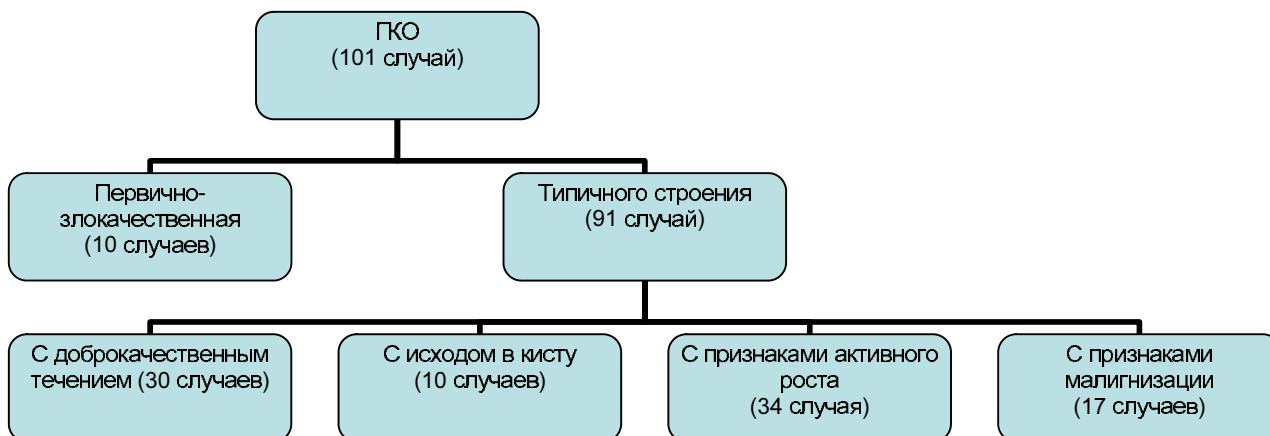 ГКО
(101 случай)
Первично-
злокачественная
(10 случаев)
Типичного строения
(91 случай)
С доброкачественным
течением (30 случаев)
С исходом в кисту
(10 случаев)
С признаками активного
роста
(34 случая)
С признаками
малигнизации
(17 случаев)